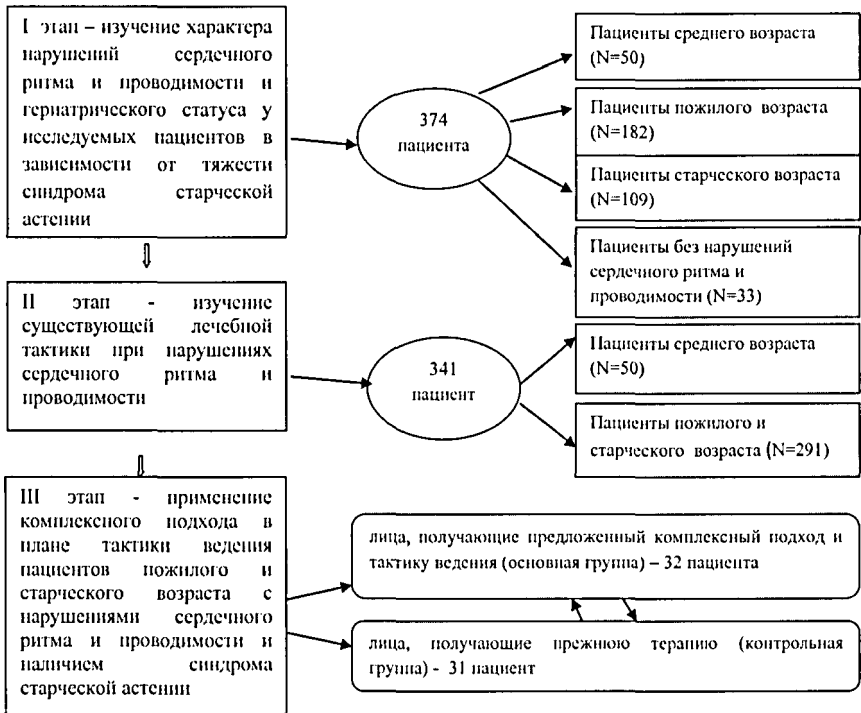 I этап – изучение характера
нарушений сердечного
ритма и проводимости и
гериатрического статуса у
исследуемых пациентов в
зависимости от тяжести
синдрома старческой
астении
374
пациента
Пациенты среднего возраста
(N=50)
Пациенты пожилого возраста
(N=182)
Пациенты старческого возраста
(N=109)
Пациенты без нарушений
сердечного ритма и
проводимости (N=33)
II этап - изучение
существующей лечебной
тактики при нарушениях
сердечного ритма и
проводимости
341
пациент
Пациенты среднего возраста
(N=50)
Пациенты пожилого и
старческого возраста (N=291)
III этап - применение
комплексного подхода в
плане тактики ведения
пациентов пожилого и
старческого возраста с
нарушениями сердечного
ритма и проводимости и
наличием синдрома
старческой астении
лица, получающие предложенный комплексный подход и
тактику ведения (основная группа) – 32 пациента
лица, получающие прежнюю терапию (контрольная
группа) - 31 пациент